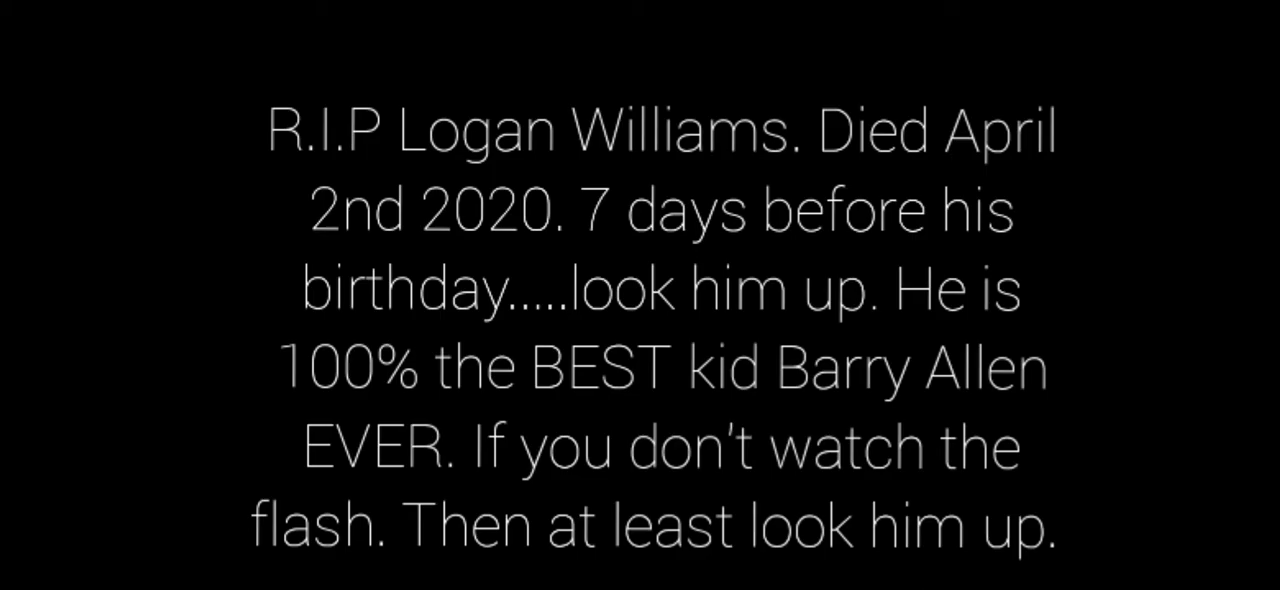 R.I.P Logan Williams. Died April
2nd 2020. 7 days before his
birthday.....look him up. He is
100% the BEST kid Barry Allen
EVER. If you don't watch the
flash. Then at least look him up.